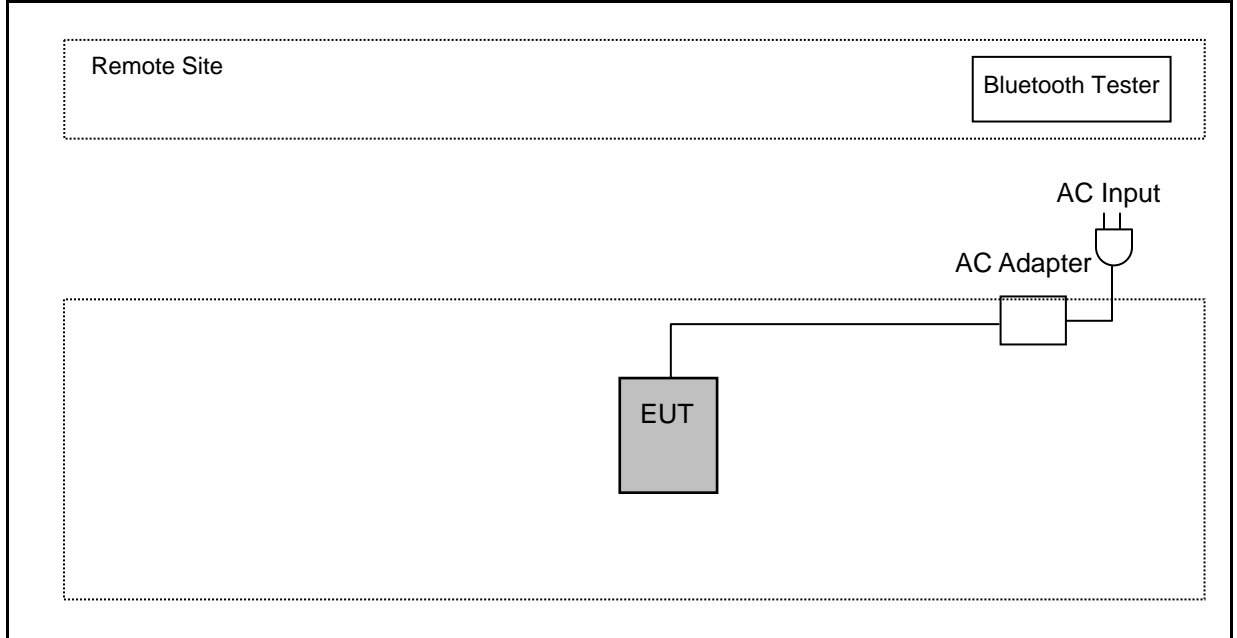 Remote Site
Bluetooth Tester
AC Input
AC Adapter
EUT